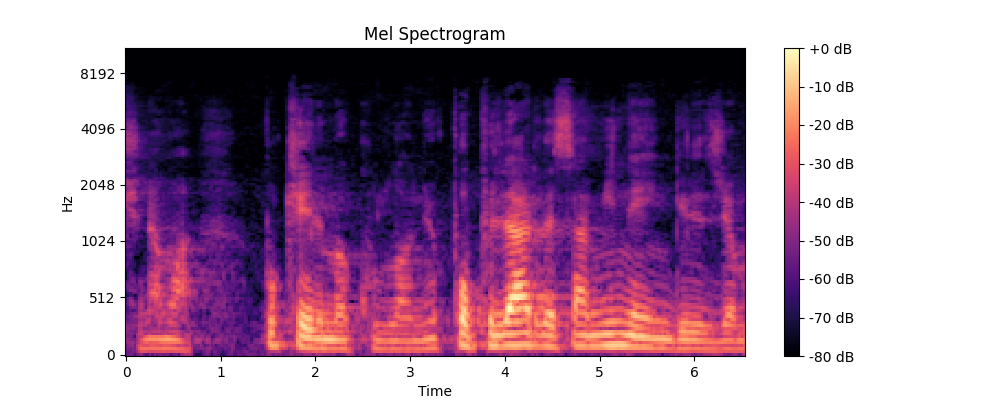 Mel Spectrogram
8192
4096
2048
1024
512
0
Hz
0 1 2 3 4 5 6
Time
+0 dB
-10 dB
-20 dB
-30 dB
-40 dB
-50 dB
-60 dB
-70 dB
-80 dB